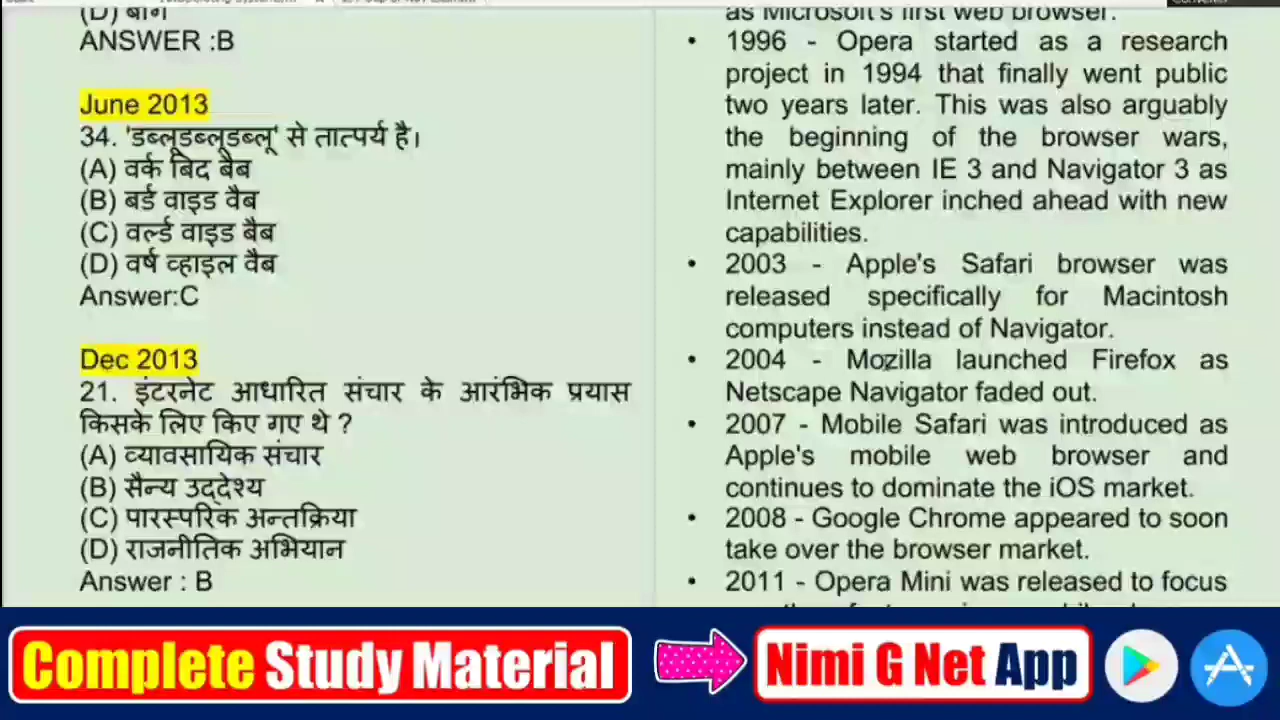 (D) बाग
ANSWER :B
June 2013
34. 'डब्लूडब्लूडब्लू' से तात्पर्य है।
(A) वर्क बिद बैब
(B) बर्ड वाइड वैब
(C) वर्ल्ड वाइड बैब
(D) वर्ष व्हाइल वैब
Answer:C
Dec 2013
21. इंटरनेट आधारित संचार के आरंभिक प्रयास
किसके लिए किए गए थे ?
(A) व्यावसायिक संचार
(B) सैन्य उद्देश्य
(C) पारस्परिक अन्तक्रिया
(D) राजनीतिक अभियान
Answer : B
as Microsoft's first web browser.
• 1996 - Opera started as a research
project in 1994 that finally went public
two years later. This was also arguably
the beginning of the browser wars,
mainly between IE 3 and Navigator 3 as
Internet Explorer inched ahead with new
capabilities.
• 2003 - Apple's Safari browser was
released specifically for Macintosh
computers instead of Navigator.
• 2004 - Mozilla launched Firefox as
Netscape Navigator faded out.
• 2007 - Mobile Safari was introduced as
Apple's mobile web browser and
continues to dominate the iOS market.
• 2008 - Google Chrome appeared to soon
take over the browser market.
• 2011 - Opera Mini was released to focus
Complete Study Material
Nimi G Net App